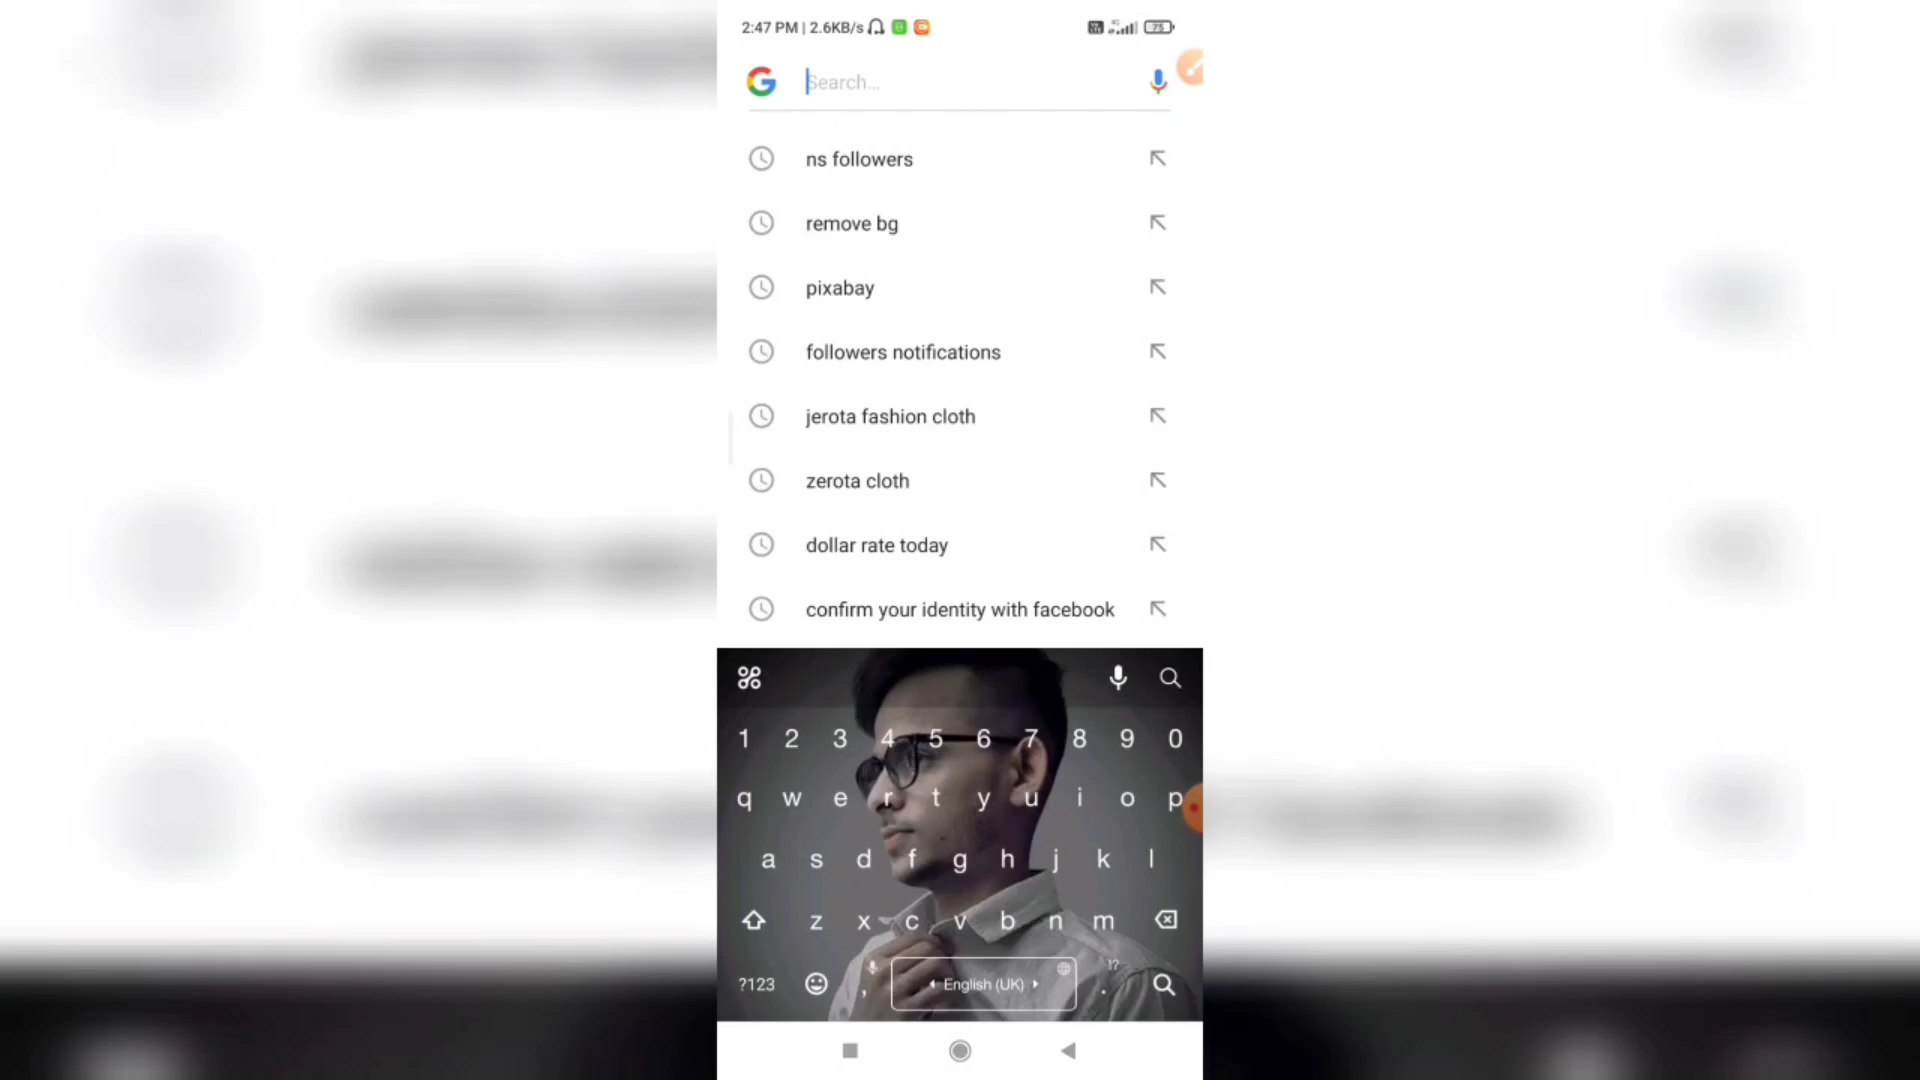 2:47 PM | 2.6KB/s 4G 75
Search...
ns followers
remove bg
pixabay
followers notifications
jerota fashion cloth
zerota cloth
dollar rate today
confirm your identity with facebook
1 2 3 4 5 6 7 8 9 0
q w e r t y u i o p
a s d f g h j k l
z x c v b n m
?123 , English (UK) . !?